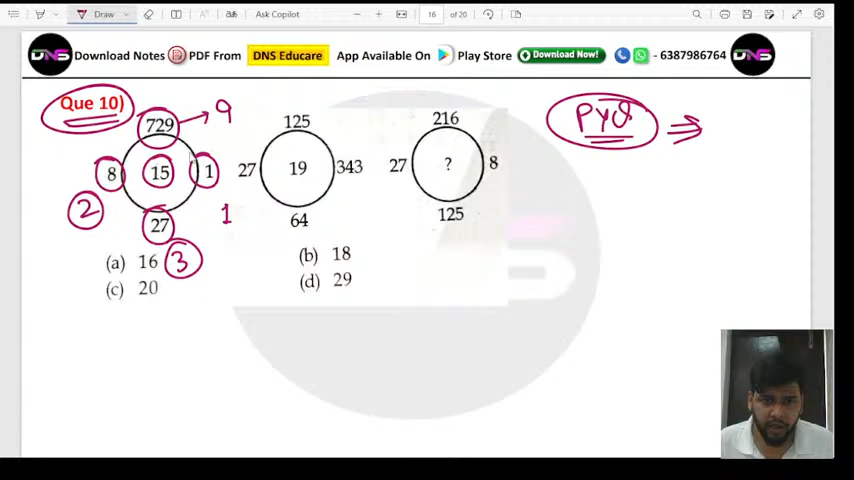 Draw
Ask Copilot
16 of 20
DNS Download Notes PDF From DNS Educare App Available On Play Store Download Now! - 6387986764 DNS
Que 10)
729 → 9
8 15 1
27
2
1
3
125
27 19 343
64
216
27 ? 8
125
PYQ ⇒
(a) 16 (b) 18
(c) 20 (d) 29